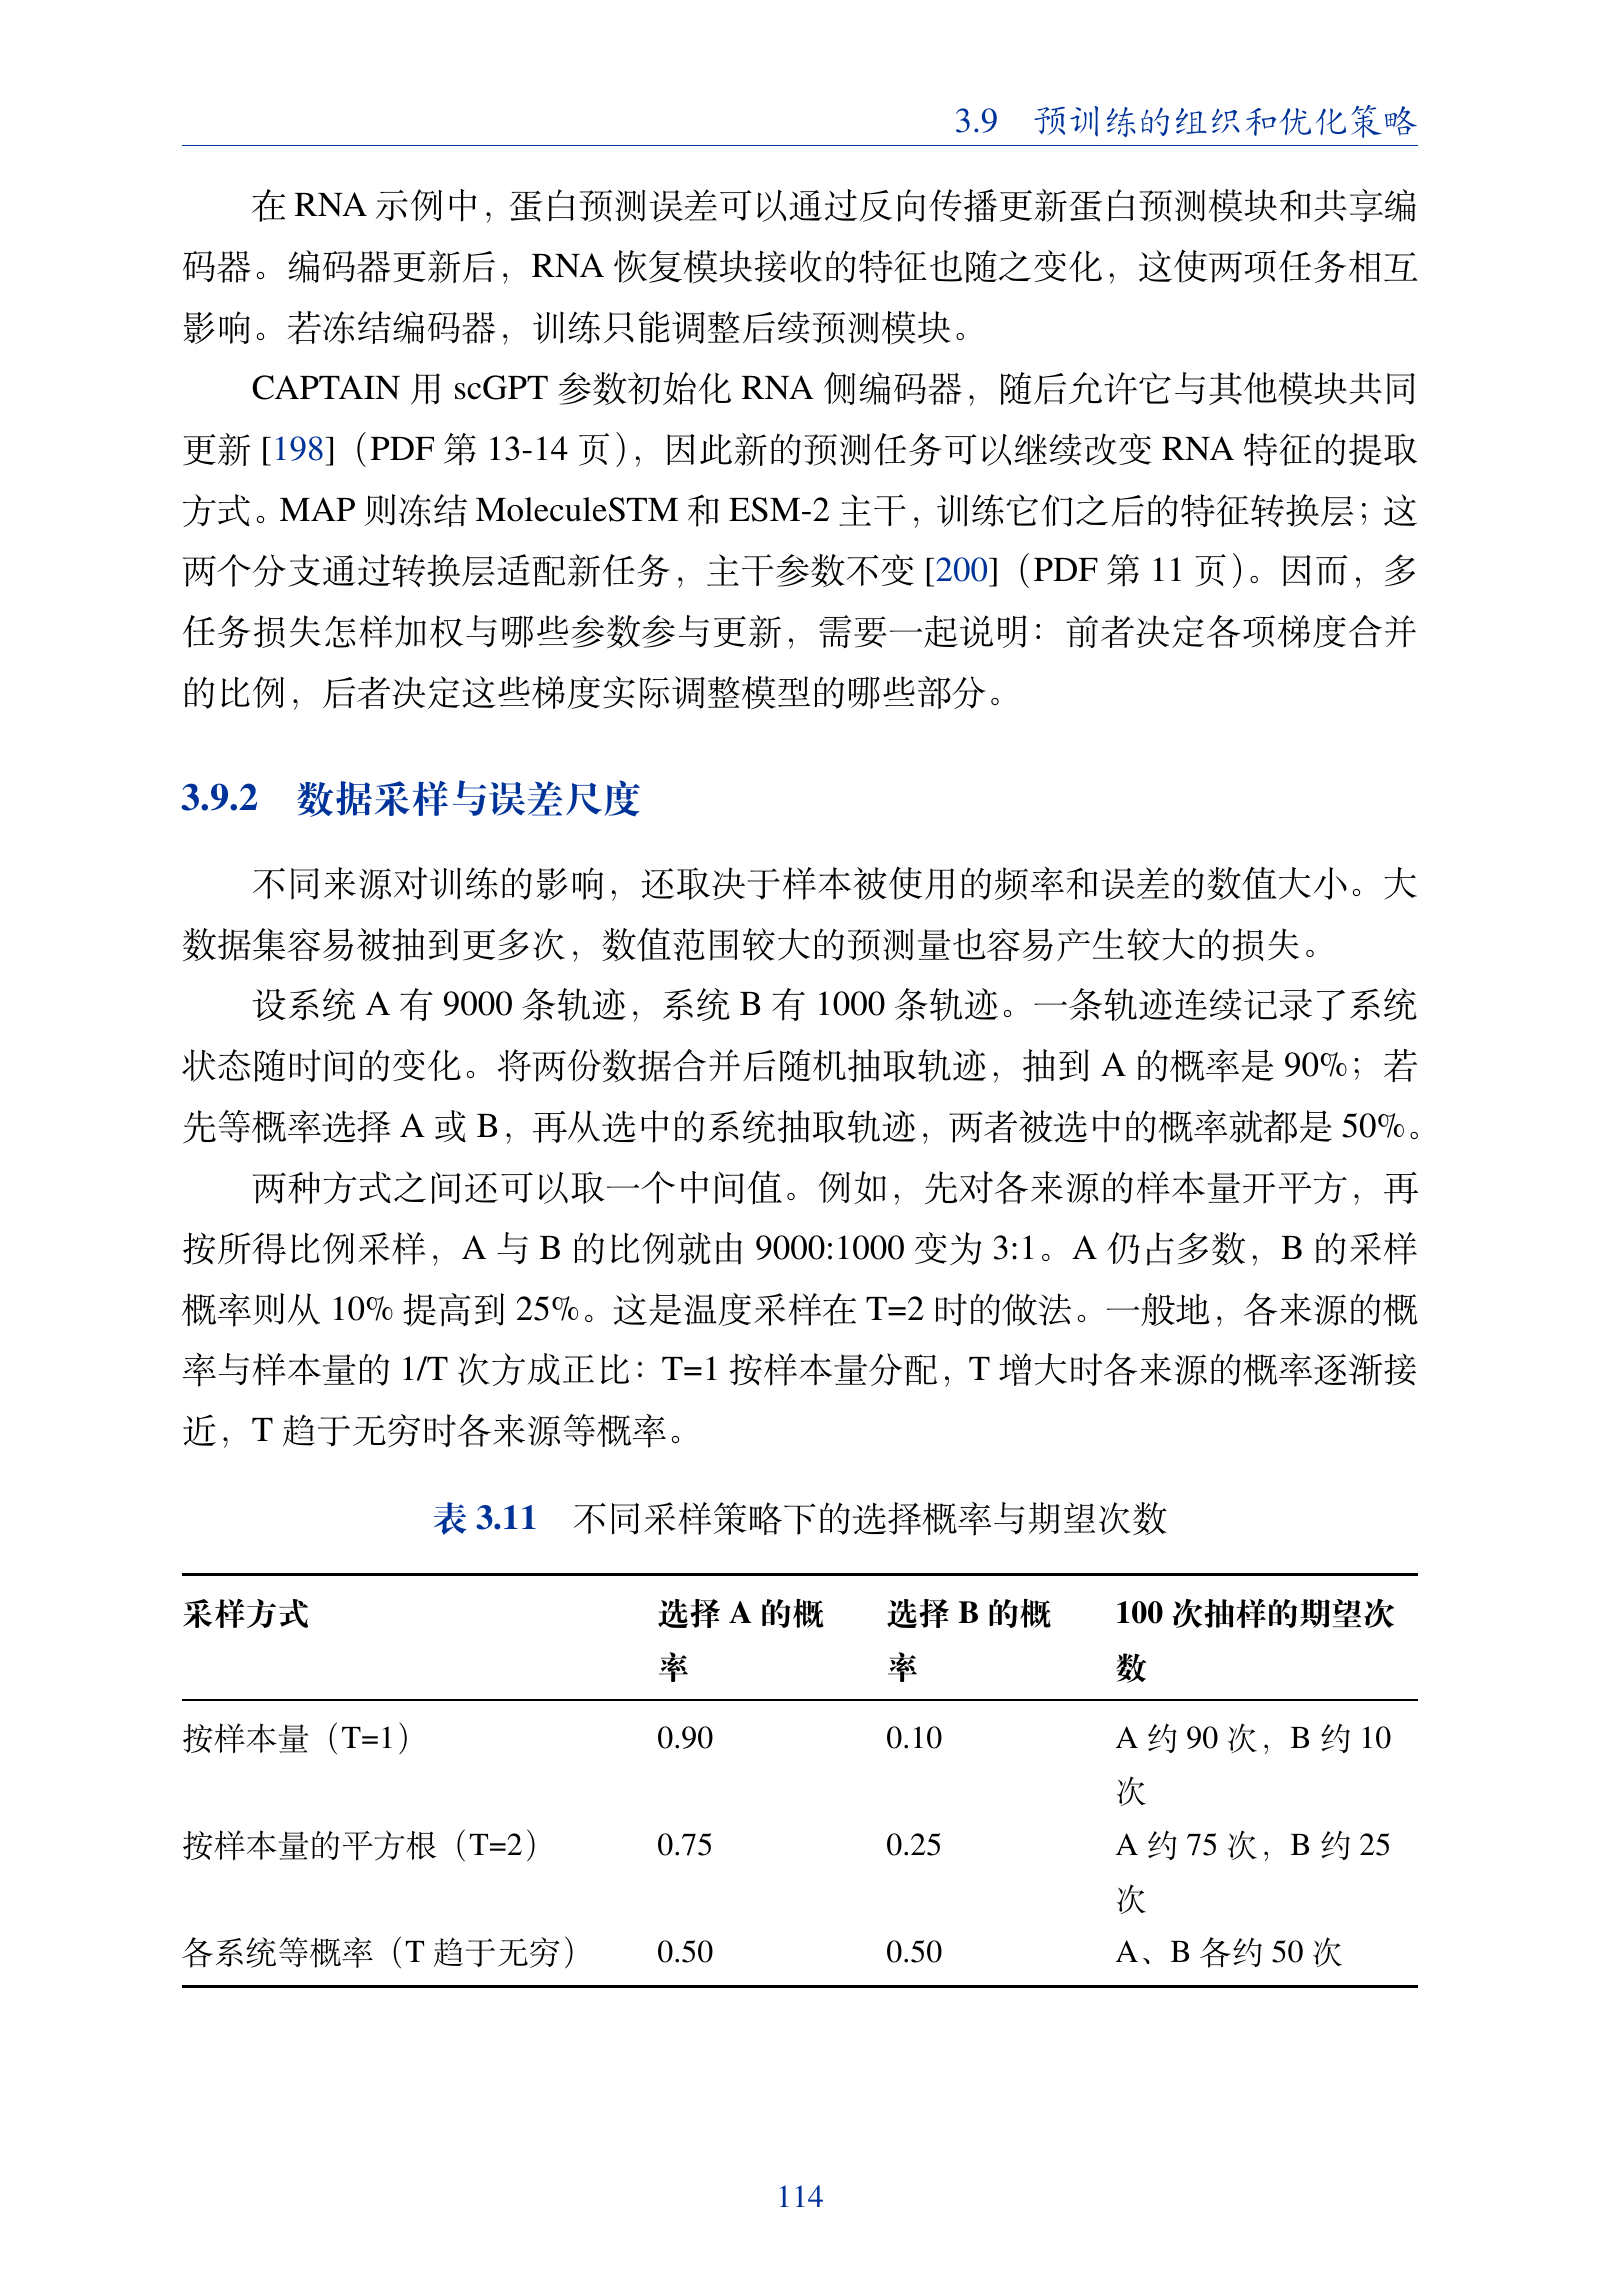 3.9 预训练的组织和优化策略
在 RNA 示例中，蛋白预测误差可以通过反向传播更新蛋白预测模块和共享编
码器。编码器更新后，RNA 恢复模块接收的特征也随之变化，这使两项任务相互
影响。若冻结编码器，训练只能调整后续预测模块。
CAPTAIN 用 scGPT 参数初始化 RNA 侧编码器，随后允许它与其他模块共同
更新 [198]（PDF 第 13-14 页），因此新的预测任务可以继续改变 RNA 特征的提取
方式。MAP 则冻结 MoleculeSTM 和 ESM-2 主干，训练它们之后的特征转换层；这
两个分支通过转换层适配新任务，主干参数不变 [200]（PDF 第 11 页）。因而，多
任务损失怎样加权与哪些参数参与更新，需要一起说明：前者决定各项梯度合并
的比例，后者决定这些梯度实际调整模型的哪些部分。
3.9.2 数据采样与误差尺度
不同来源对训练的影响，还取决于样本被使用的频率和误差的数值大小。大
数据集容易被抽到更多次，数值范围较大的预测量也容易产生较大的损失。
设系统 A 有 9000 条轨迹，系统 B 有 1000 条轨迹。一条轨迹连续记录了系统
状态随时间的变化。将两份数据合并后随机抽取轨迹，抽到 A 的概率是 90%；若
先等概率选择 A 或 B，再从选中的系统抽取轨迹，两者被选中的概率就都是 50%。
两种方式之间还可以取一个中间值。例如，先对各来源的样本量开平方，再
按所得比例采样，A 与 B 的比例就由 9000:1000 变为 3:1。A 仍占多数，B 的采样
概率则从 10% 提高到 25%。这是温度采样在 T=2 时的做法。一般地，各来源的概
率与样本量的 1/T 次方成正比：T=1 按样本量分配，T 增大时各来源的概率逐渐接
近，T 趋于无穷时各来源等概率。
表 3.11 不同采样策略下的选择概率与期望次数
采样方式 选择 A 的概 选择 B 的概 100 次抽样的期望次
率 率 数
按样本量（T=1） 0.90 0.10 A 约 90 次，B 约 10
次
按样本量的平方根（T=2） 0.75 0.25 A 约 75 次，B 约 25
次
各系统等概率（T 趋于无穷） 0.50 0.50 A、B 各约 50 次
114